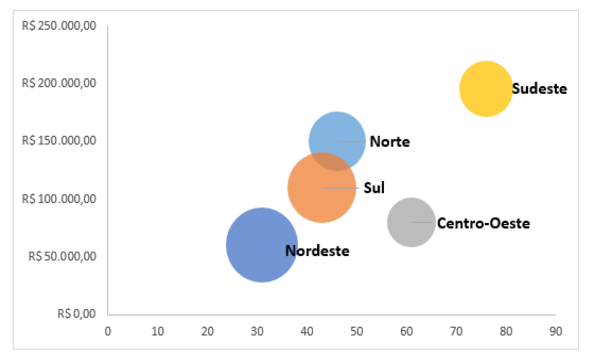 R$ 250.000,00
R$ 200.000,00
Sudeste
R$ 150.000,00
Norte
R$ 100.000,00
Sul
Centro-Oeste
R$ 50.000,00
Nordeste
R$ 0,00
0 10 20 30 40 50 60 70 80 90